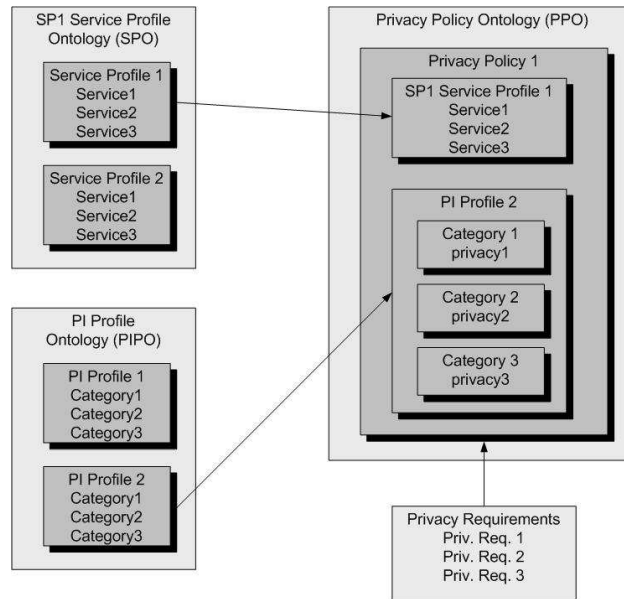 SP1 Service Profile
Ontology (SPO)
Service Profile 1
Service1
Service2
Service3
Service Profile 2
Service1
Service2
Service3
PI Profile
Ontology (PIPO)
PI Profile 1
Category1
Category2
Category3
PI Profile 2
Category1
Category2
Category3
Privacy Policy Ontology (PPO)
Privacy Policy 1
SP1 Service Profile 1
Service1
Service2
Service3
PI Profile 2
Category 1
privacy1
Category 2
privacy2
Category 3
privacy3
Privacy Requirements
Priv. Req. 1
Priv. Req. 2
Priv. Req. 3